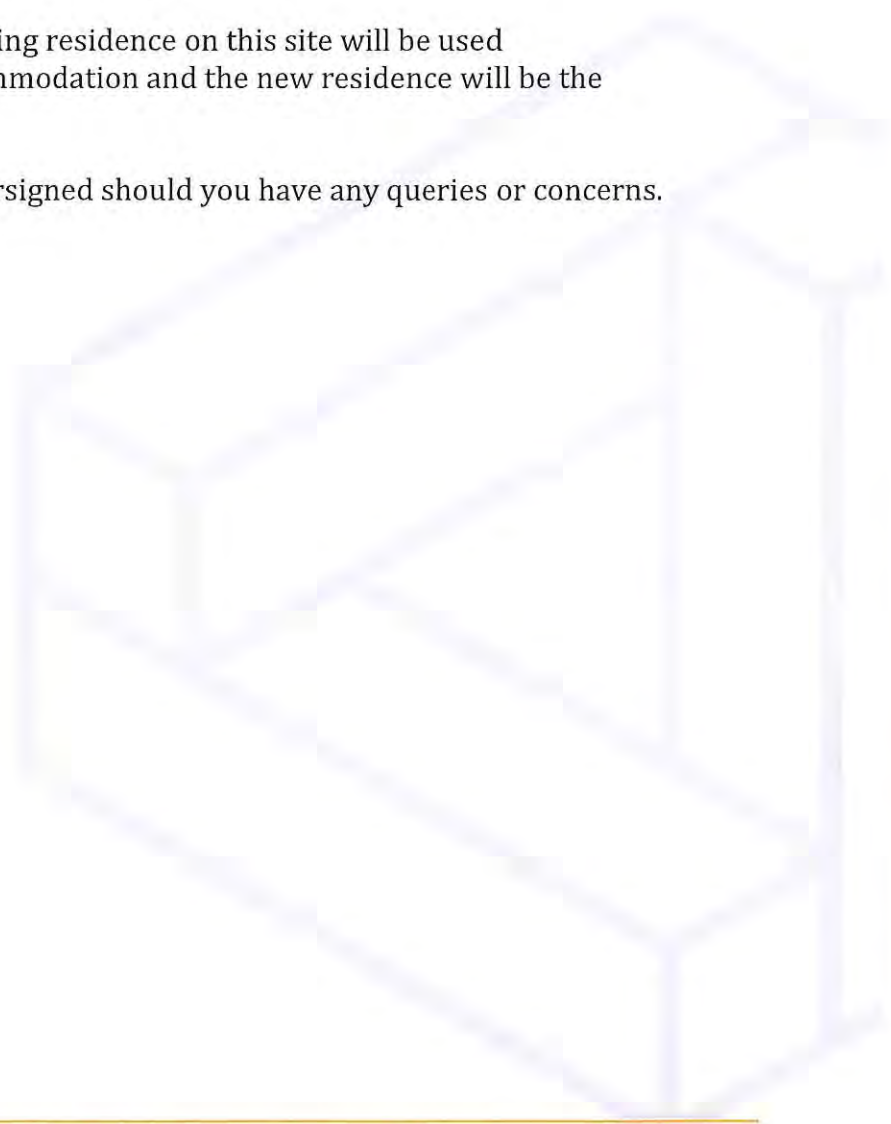 ing residence on this site will be used
nmodation and the new residence will be the
rsigned should you have any queries or concerns.